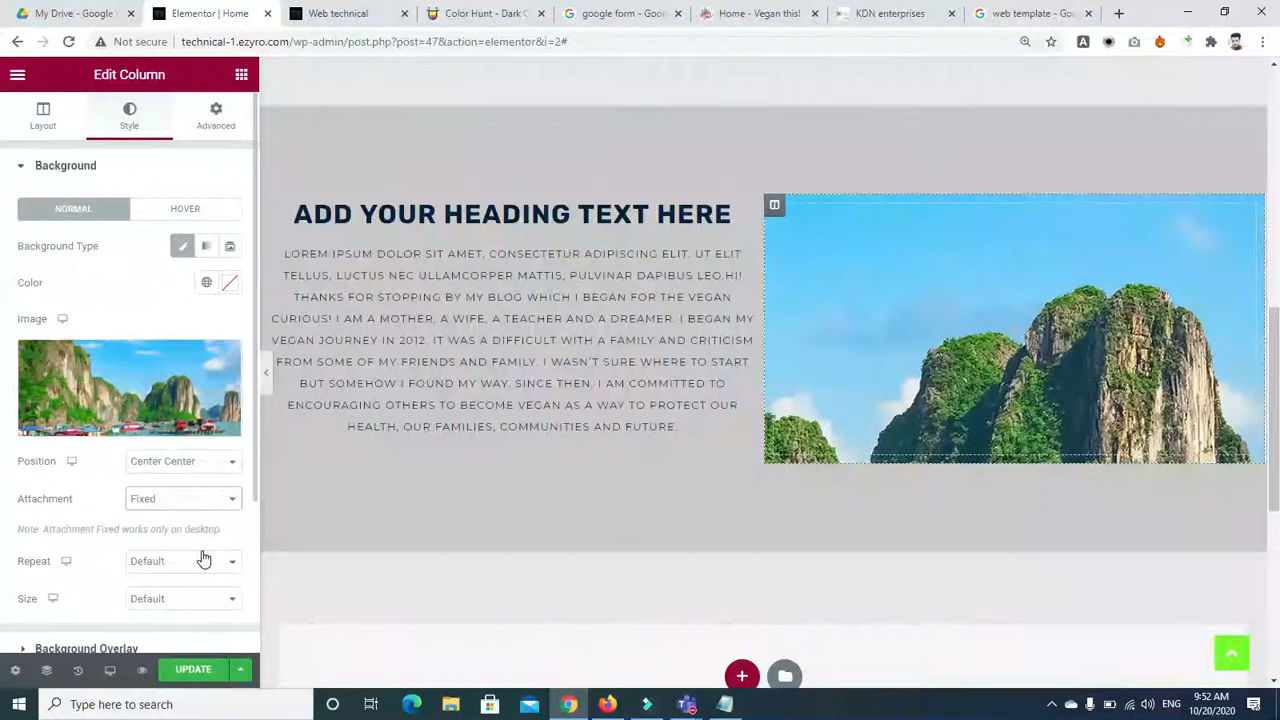 My Drive - Google
Elementor | Home
Web technical
Color Hunt - Dark C
google form - Goo
Home - Vegan this!
KDN enterprises
web template - Go
Not secure
technical-1.ezyro.com/wp-admin/post.php?post=47&action=elementor&i=2#
Edit Column
Layout
Style
Advanced
Background
NORMAL
HOVER
Background Type
Color
Image
Position
Center Center
Attachment
Fixed
Note: Attachment Fixed works only on desktop.
Repeat
Default
Size
Default
Background Overlay
UPDATE
ADD YOUR HEADING TEXT HERE
LOREM IPSUM DOLOR SIT AMET, CONSECTETUR ADIPISCING ELIT. UT ELIT
TELLUS, LUCTUS NEC ULLAMCORPER MATTIS, PULVINAR DAPIBUS LEO.HI!
THANKS FOR STOPPING BY MY BLOG WHICH I BEGAN FOR THE VEGAN
CURIOUS! I AM A MOTHER, A WIFE, A TEACHER AND A DREAMER. I BEGAN MY
VEGAN JOURNEY IN 2012. IT WAS A DIFFICULT WITH A FAMILY AND CRITICISM
FROM SOME OF MY FRIENDS AND FAMILY. I WASN'T SURE WHERE TO START
BUT SOMEHOW I FOUND MY WAY. SINCE THEN, I AM COMMITTED TO
ENCOURAGING OTHERS TO BECOME VEGAN AS A WAY TO PROTECT OUR
HEALTH, OUR FAMILIES, COMMUNITIES AND FUTURE.
Type here to search
ENG
9:52 AM
10/20/2020